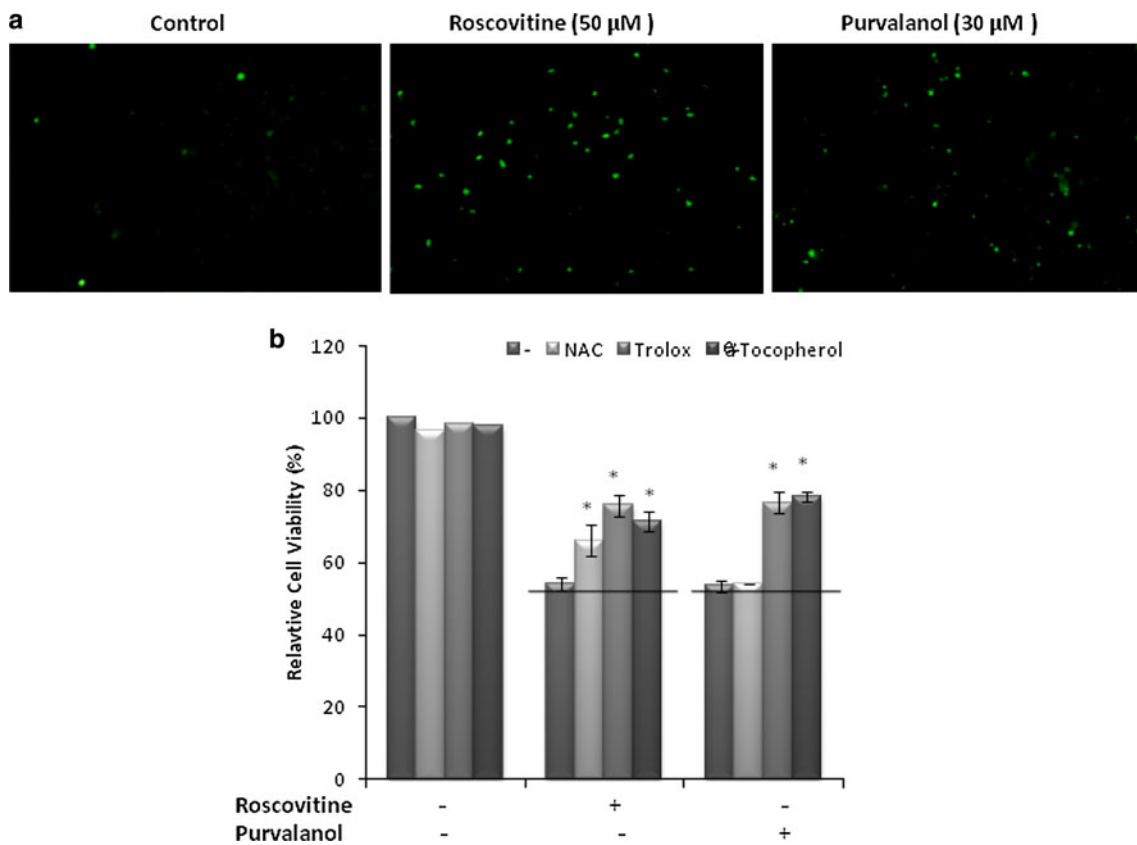 a
Control
Roscovitine (50 µM )
Purvalanol (30 µM )
b
120
100
80
60
40
20
0
Relavtive Cell Viability (%)
- NAC Trolox -Tocopherol
* * *
* *
Roscovitine - + -
Purvalanol - - +